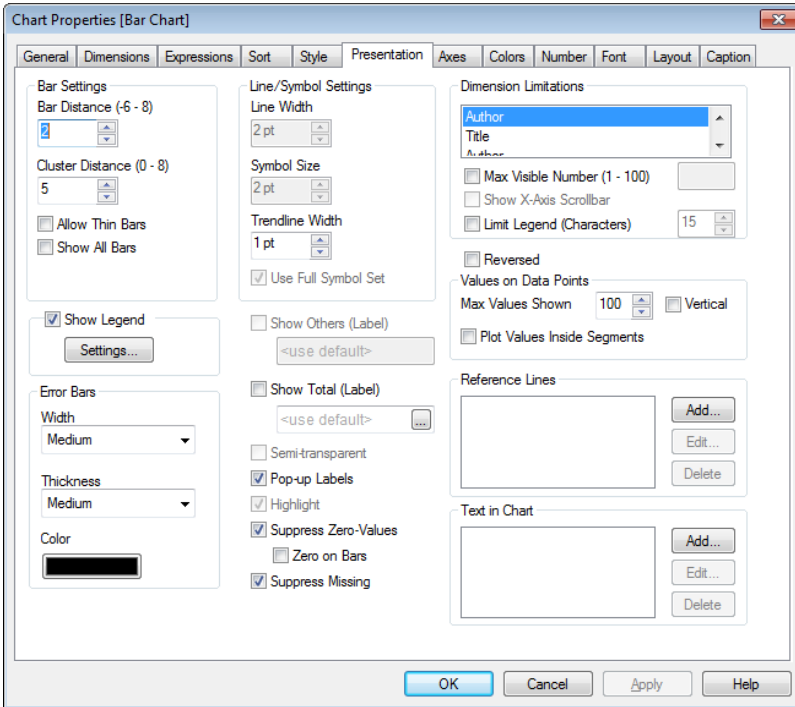 Chart Properties [Bar Chart]
General Dimensions Expressions Sort Style Presentation Axes Colors Number Font Layout Caption
Bar Settings
Bar Distance (-6 - 8)
2
Cluster Distance (0 - 8)
5
Allow Thin Bars
Show All Bars
Show Legend
Settings...
Error Bars
Width
Medium
Thickness
Medium
Color
Line/Symbol Settings
Line Width
2 pt
Symbol Size
2 pt
Trendline Width
1 pt
Use Full Symbol Set
Show Others (Label)
<use default>
Show Total (Label)
<use default> ...
Semi-transparent
Pop-up Labels
Highlight
Suppress Zero-Values
Zero on Bars
Suppress Missing
Dimension Limitations
Author
Title
Author
Max Visible Number (1 - 100)
Show X-Axis Scrollbar
Limit Legend (Characters) 15
Reversed
Values on Data Points
Max Values Shown 100 Vertical
Plot Values Inside Segments
Reference Lines
Add...
Edit...
Delete
Text in Chart
Add...
Edit...
Delete
OK Cancel Apply Help